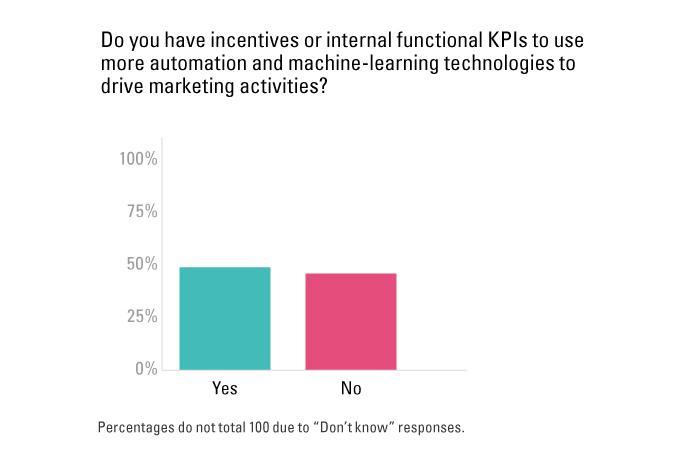 Do you have incentives or internal functional KPIs to use
more automation and machine-learning technologies to
drive marketing activities?
100%
75%
50%
25%
0%
Yes No
Percentages do not total 100 due to “Don’t know” responses.